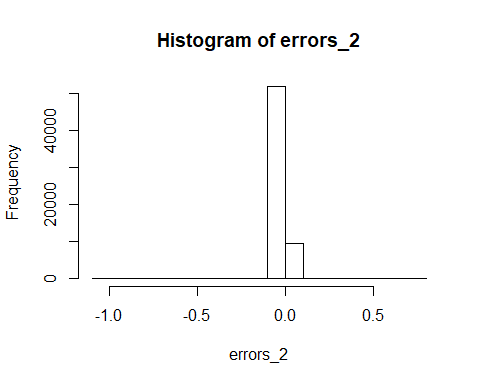 Histogram of errors_2
Frequency
0
20000
40000
-1.0 -0.5 0.0 0.5
errors_2